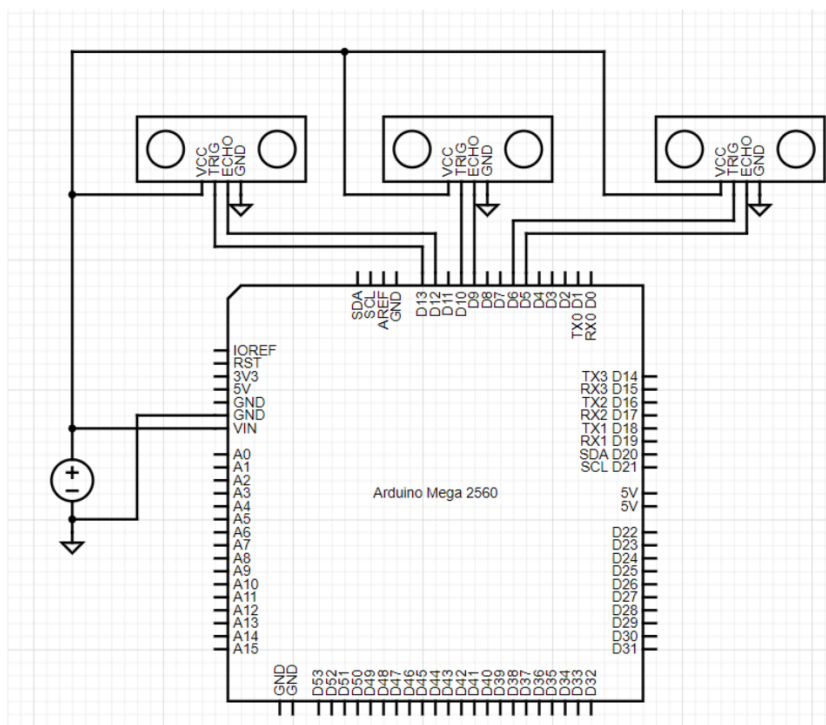 VCC TRIG ECHO GND
VCC TRIG ECHO GND
VCC TRIG ECHO GND
SDA SCL AREF GND D13 D12 D11 D10 D9 D8 D7 D6 D5 D4 D3 D2 TX0 D1 RX0 D0
IOREF
RST
3V3
5V
GND
GND
VIN
A0
A1
A2
A3
A4
A5
A6
A7
A8
A9
A10
A11
A12
A13
A14
A15
+
−
Arduino Mega 2560
TX3 D14
RX3 D15
TX2 D16
RX2 D17
TX1 D18
RX1 D19
SDA D20
SCL D21
5V
5V
D22
D23
D24
D25
D26
D27
D28
D29
D30
D31
GND GND D53 D52 D51 D50 D49 D48 D47 D46 D45 D44 D43 D42 D41 D40 D39 D38 D37 D36 D35 D34 D33 D32